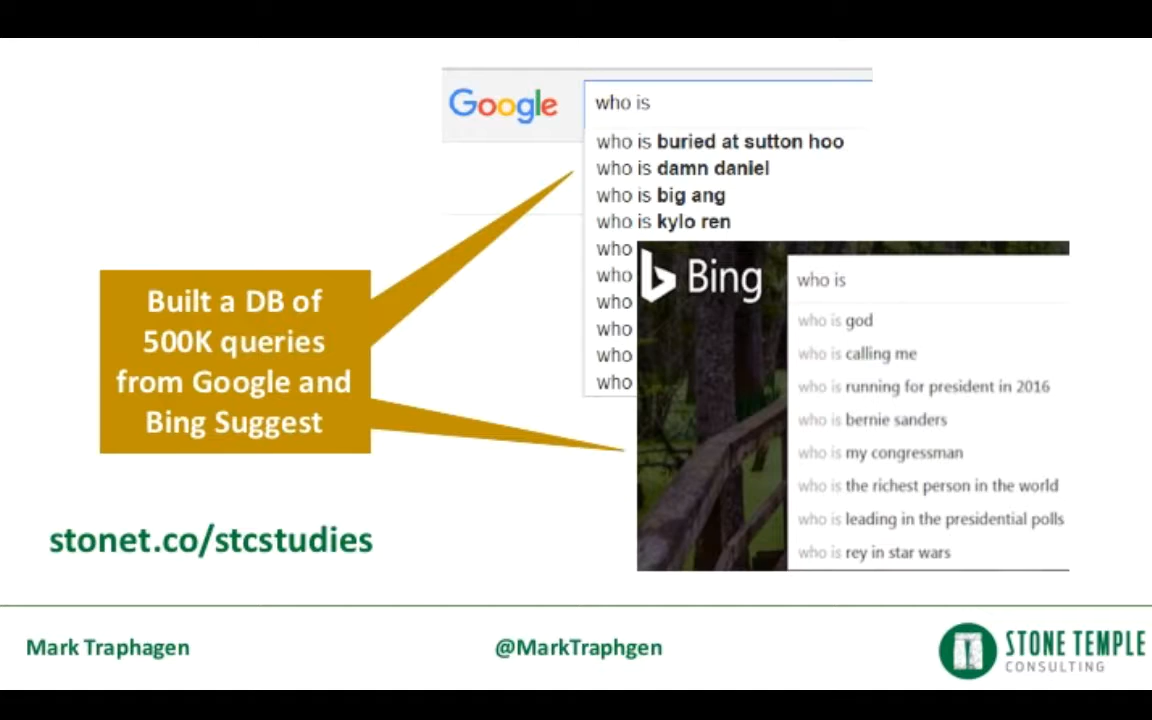 Google
who is
who is buried at sutton hoo
who is damn daniel
who is big ang
who is kylo ren
who
who
who
who
who
who
Bing
who is
who is god
who is calling me
who is running for president in 2016
who is bernie sanders
who is my congressman
who is the richest person in the world
who is leading in the presidential polls
who is rey in star wars
Built a DB of
500K queries
from Google and
Bing Suggest
stonet.co/stcstudies
Mark Traphagen
@MarkTraphgen
STONE TEMPLE
CONSULTING